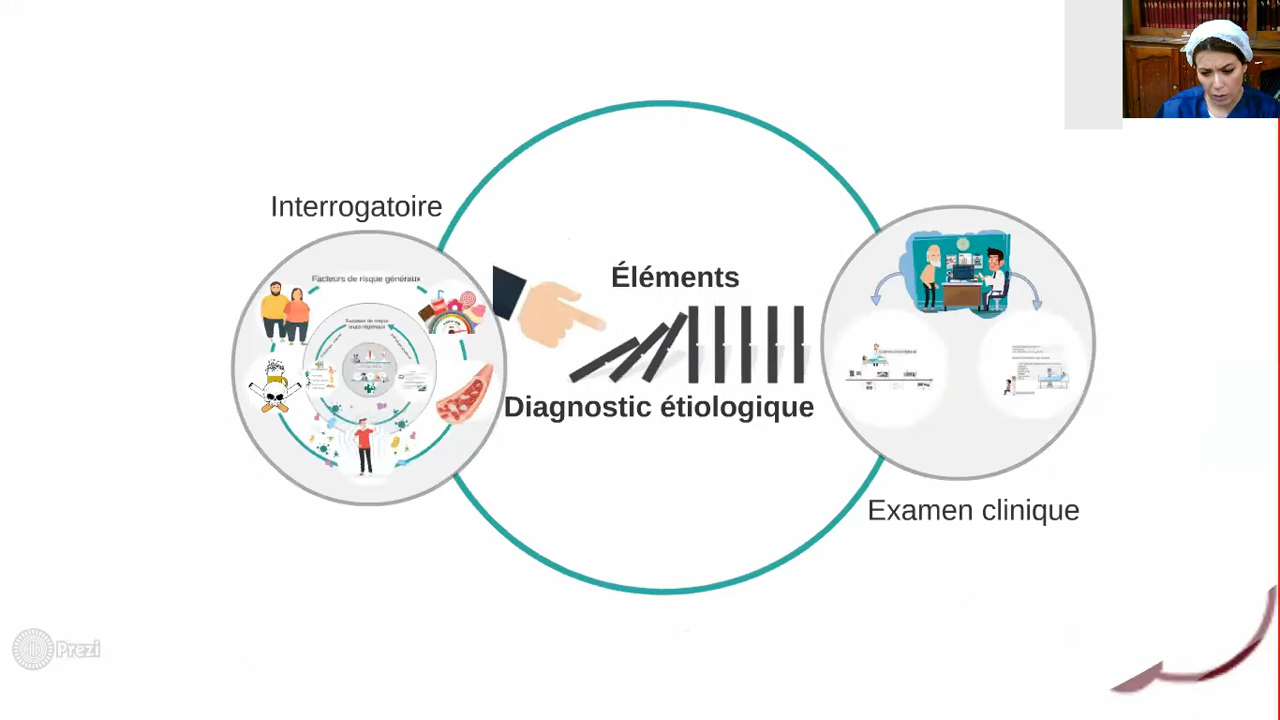 Interrogatoire
Facteurs de risque généraux
Éléments
Diagnostic étiologique
Examen clinique
Prezi